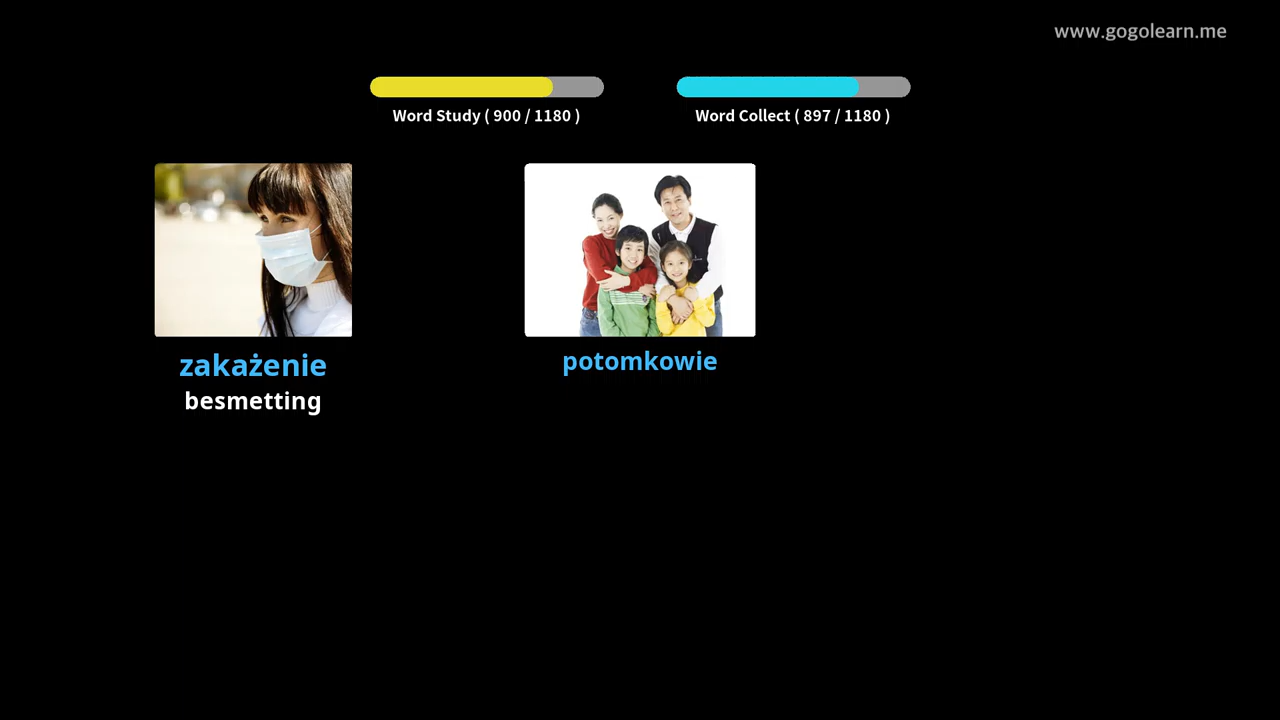 www.gogolearn.me
Word Study ( 900 / 1180 )
Word Collect ( 897 / 1180 )
zakażenie
besmetting
potomkowie